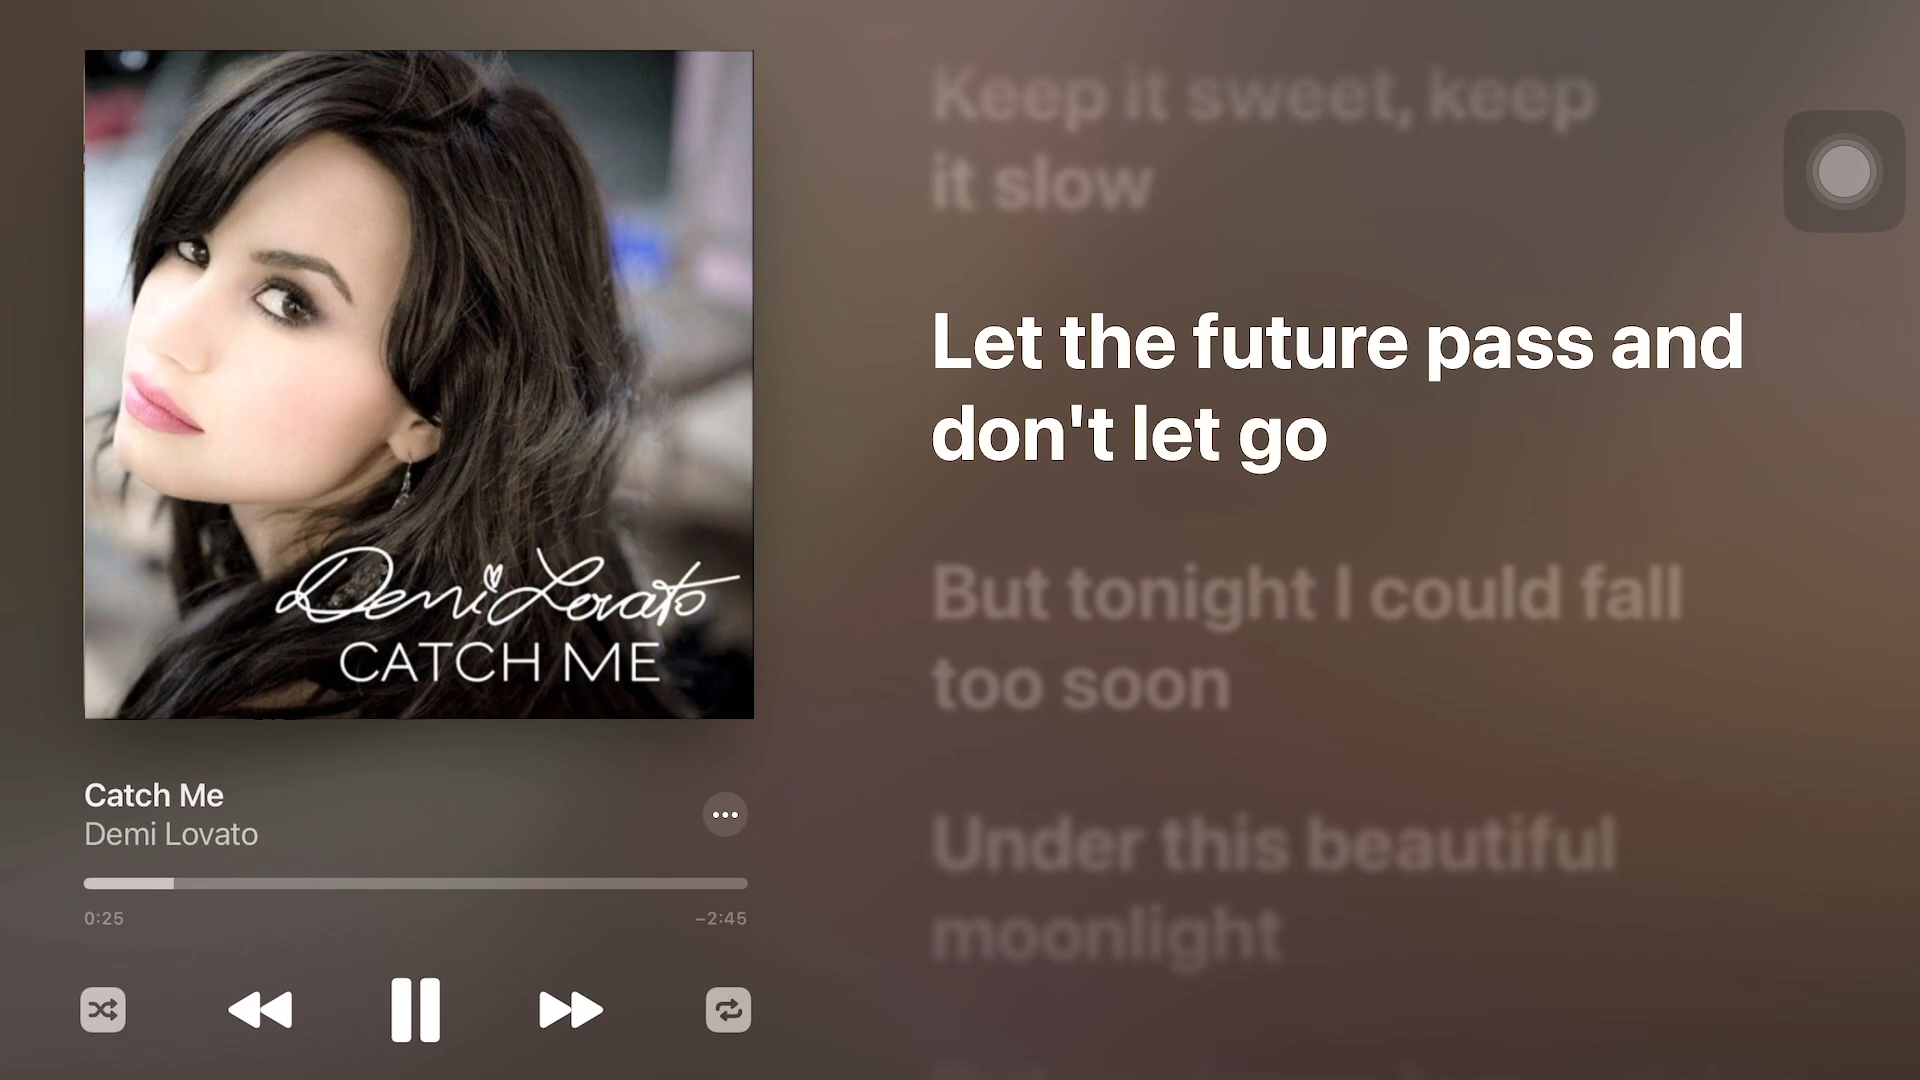 Demi Lovato
CATCH ME
Catch Me
Demi Lovato
0:25
−2:45
Keep it sweet, keep
it slow
Let the future pass and
don't let go
But tonight I could fall
too soon
Under this beautiful
moonlight